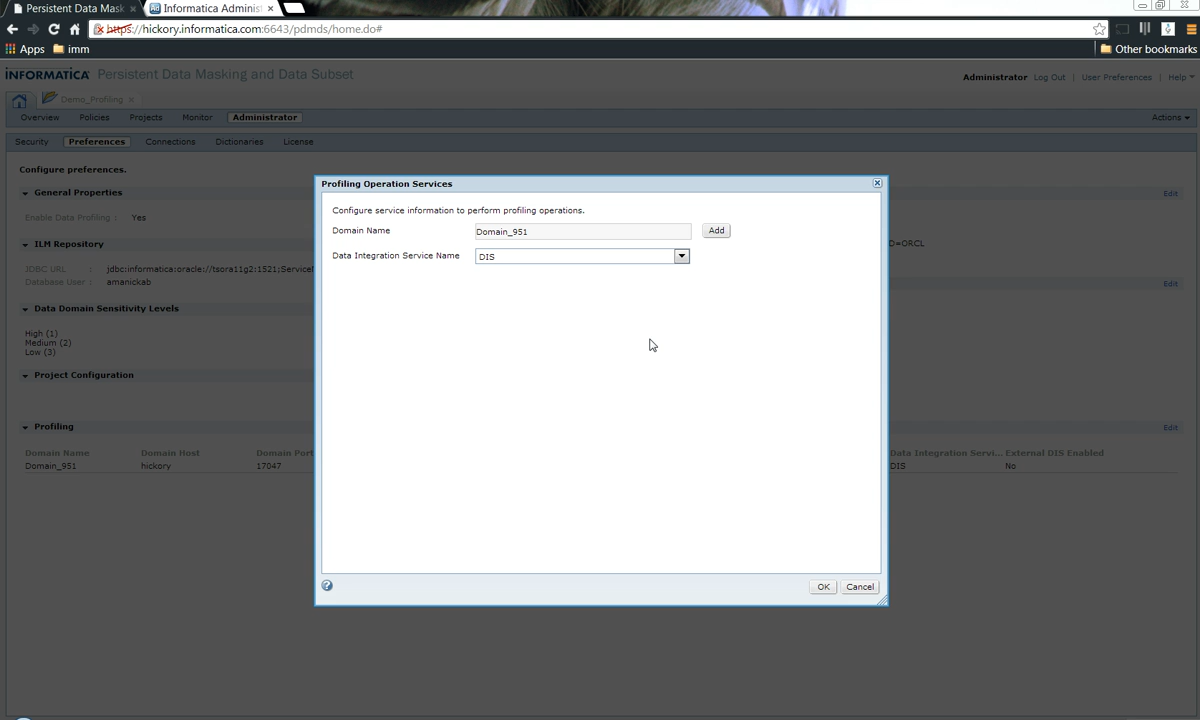 Persistent Data Mask
Informatica Administ
https://hickory.informatica.com:6643/pdmds/home.do#
Apps imm Other bookmarks
INFORMATICA Persistent Data Masking and Data Subset
Administrator Log Out | User Preferences | Help
Demo_Profiling
Overview Policies Projects Monitor Administrator Actions
Security Preferences Connections Dictionaries License
Configure preferences.
General Properties Edit
Enable Data Profiling : Yes
ILM Repository
D=ORCL
JDBC URL : jdbc:informatica:oracle://tsora11g2:1521;ServiceN
Database User : amanickab
Edit
Data Domain Sensitivity Levels
High (1)
Medium (2)
Low (3)
Project Configuration
Profiling Edit
Domain Name Domain Host Domain Port Data Integration Servi... External DIS Enabled
Domain_951 hickory 17047 DIS No
Profiling Operation Services
Configure service information to perform profiling operations.
Domain Name Domain_951 Add
Data Integration Service Name DIS
? OK Cancel